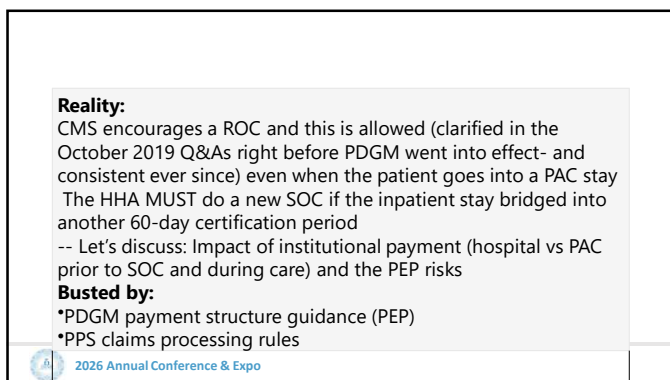 Reality:
CMS encourages a ROC and this is allowed (clarified in the
October 2019 Q&As right before PDGM went into effect- and
consistent ever since) even when the patient goes into a PAC stay
The HHA MUST do a new SOC if the inpatient stay bridged into
another 60-day certification period
-- Let's discuss: Impact of institutional payment (hospital vs PAC
prior to SOC and during care) and the PEP risks
Busted by:
•PDGM payment structure guidance (PEP)
•PPS claims processing rules
2026 Annual Conference & Expo